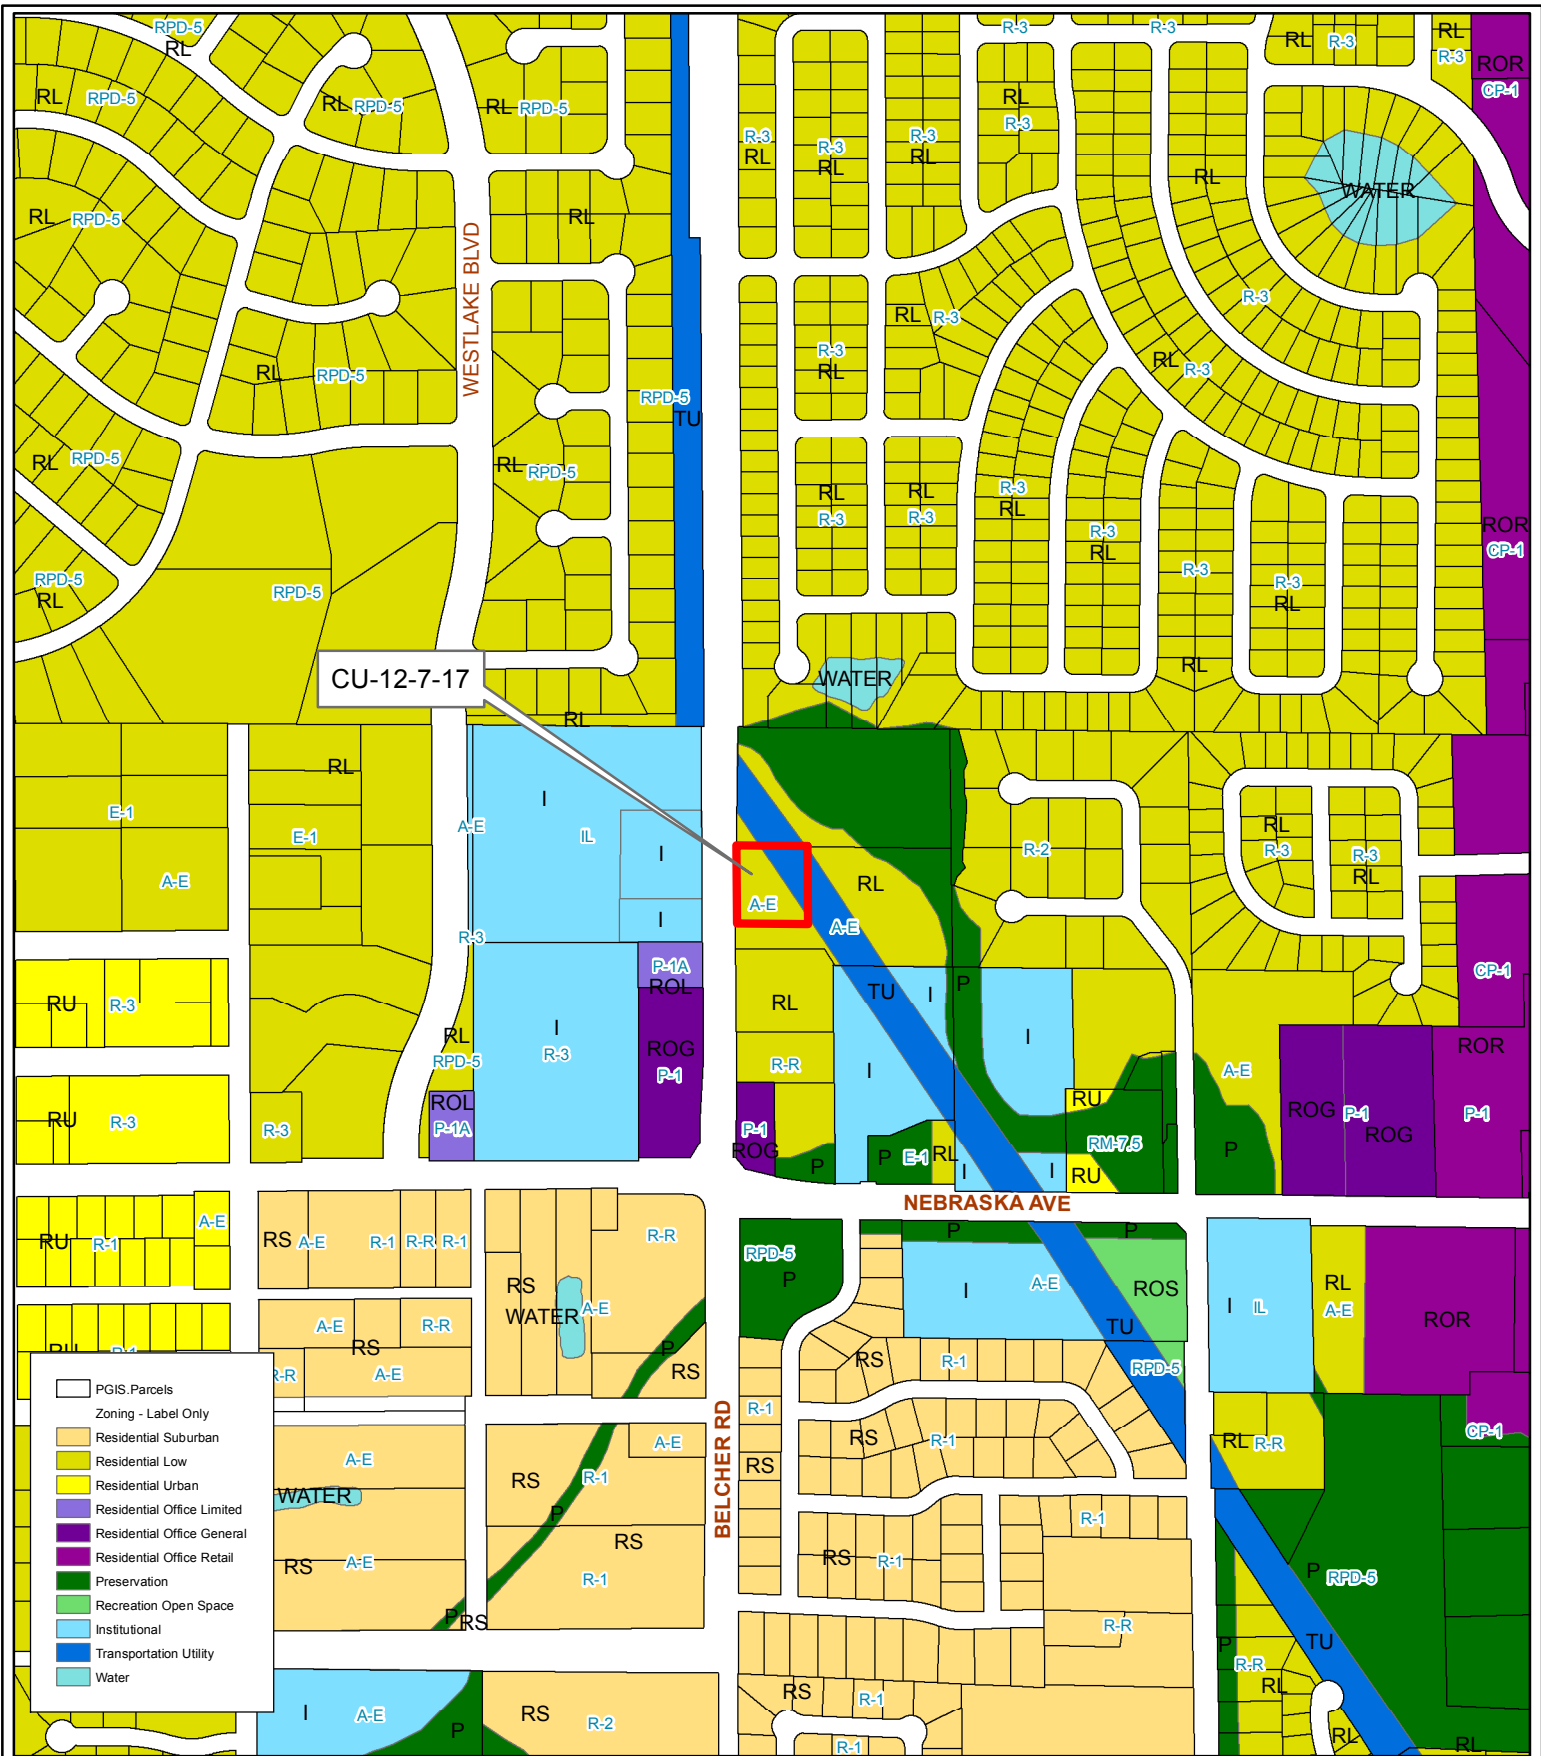 RPD-5
RL
R-3
R-3
RL
R-3
RL
R-3
ROR
CP-1
RL
RPD-5
RL
RPD-5
RL
RPD-5
RL
R-3
R-3
RL
R-3
RL
R-3
RL
R-3
RL
RL
WATER
RL
RPD-5
RL
WESTLAKE BLVD
RL
R-3
R-3
R-3
RL
RL
R-3
RL
RPD-5
RPD-5
TU
RL
RPD-5
RL
RPD-5
RL
R-3
RL
R-3
R-3
RL
R-3
RL
R-3
R-3
RL
ROR
CP-1
RPD-5
RL
RPD-5
CU-12-7-17
WATER
RL
RL
RL
E-1
E-1
A-E
A-E
I
IL
I
I
R-3
A-E
RL
A-E
R-2
RL
R-3
R-3
RL
RU
R-3
RL
RPD-5
I
R-3
P-1A
ROL
ROG
P-1
RL
R-R
TU
I
P
I
I
CP-1
ROR
A-E
ROG
P-1
ROG
P-1
RU
R-3
R-3
ROL
P-1A
P-1
ROG
P
P
E-1
RL
I
I
RU
RM-7.5
RU
P
NEBRASKA AVE
A-E
RU
R-1
RS
A-E
R-1
R-R
R-1
R-R
RS
WATER
A-E
RPD-5
P
P
P
I
A-E
ROS
TU
RPD-5
I
IL
RL
A-E
ROR
RU
R-1
A-E
R-R
RS
R-R
A-E
P
RS
RS
R-1
R-1
RS
R-1
RS
BELCHER RD
A-E
A-E
RS
R-1
P
WATER
RS
A-E
RS
R-1
P
RS
R-1
RS
R-1
RL
R-R
CP-1
P
RPD-5
R-R
P
R-R
RL
TU
RL
RL
PGIS.Parcels
Zoning - Label Only
Residential Suburban
Residential Low
Residential Urban
Residential Office Limited
Residential Office General
Residential Office Retail
Preservation
Recreation Open Space
Institutional
Transportation Utility
Water
I
A-E
P
RS
R-2
RS
R-1
R-1